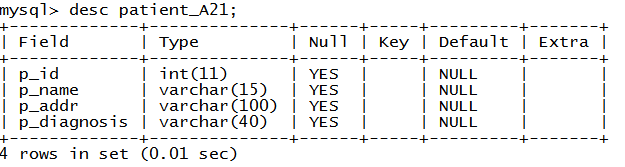 mysql> desc patient_A21;
+-------------+--------------+------+-----+---------+-------+
| Field       | Type         | Null | Key | Default | Extra |
+-------------+--------------+------+-----+---------+-------+
| p_id        | int(11)      | YES  |     | NULL    |       |
| p_name      | varchar(15)  | YES  |     | NULL    |       |
| p_addr      | varchar(100) | YES  |     | NULL    |       |
| p_diagnosis | varchar(40)  | YES  |     | NULL    |       |
+-------------+--------------+------+-----+---------+-------+
4 rows in set (0.01 sec)